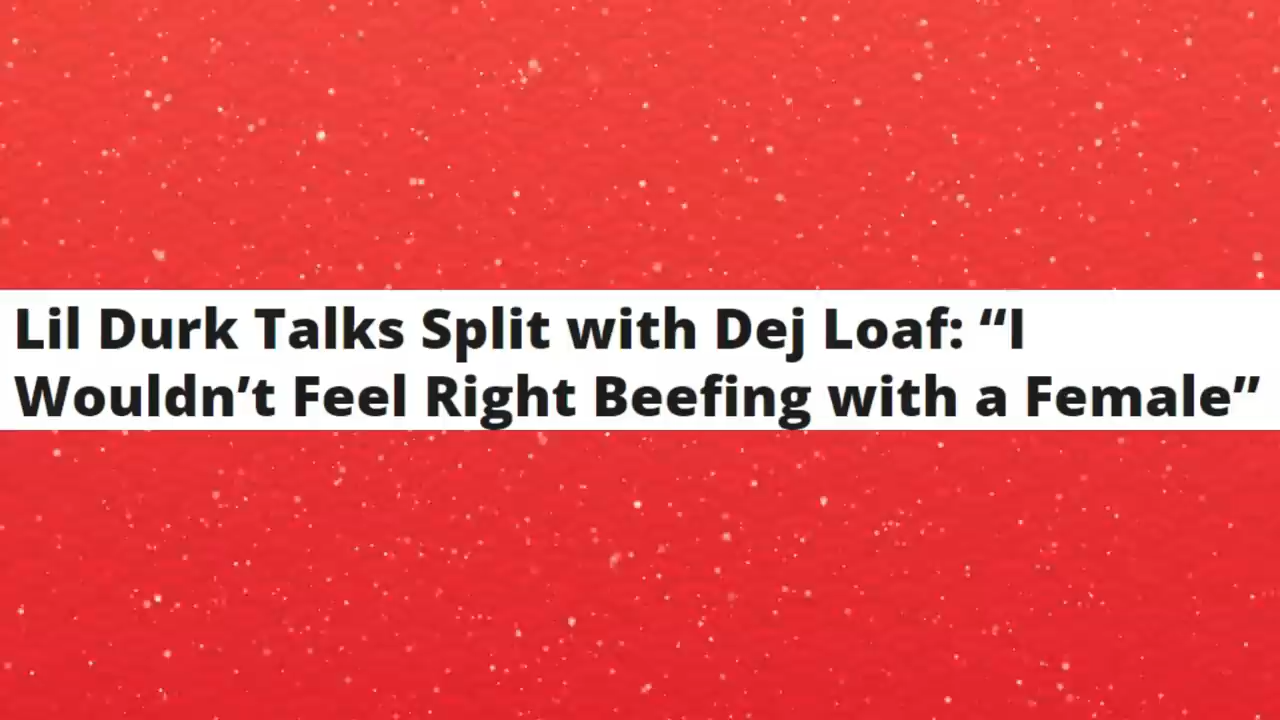 Lil Durk Talks Split with Dej Loaf: “I
Wouldn’t Feel Right Beefing with a Female”